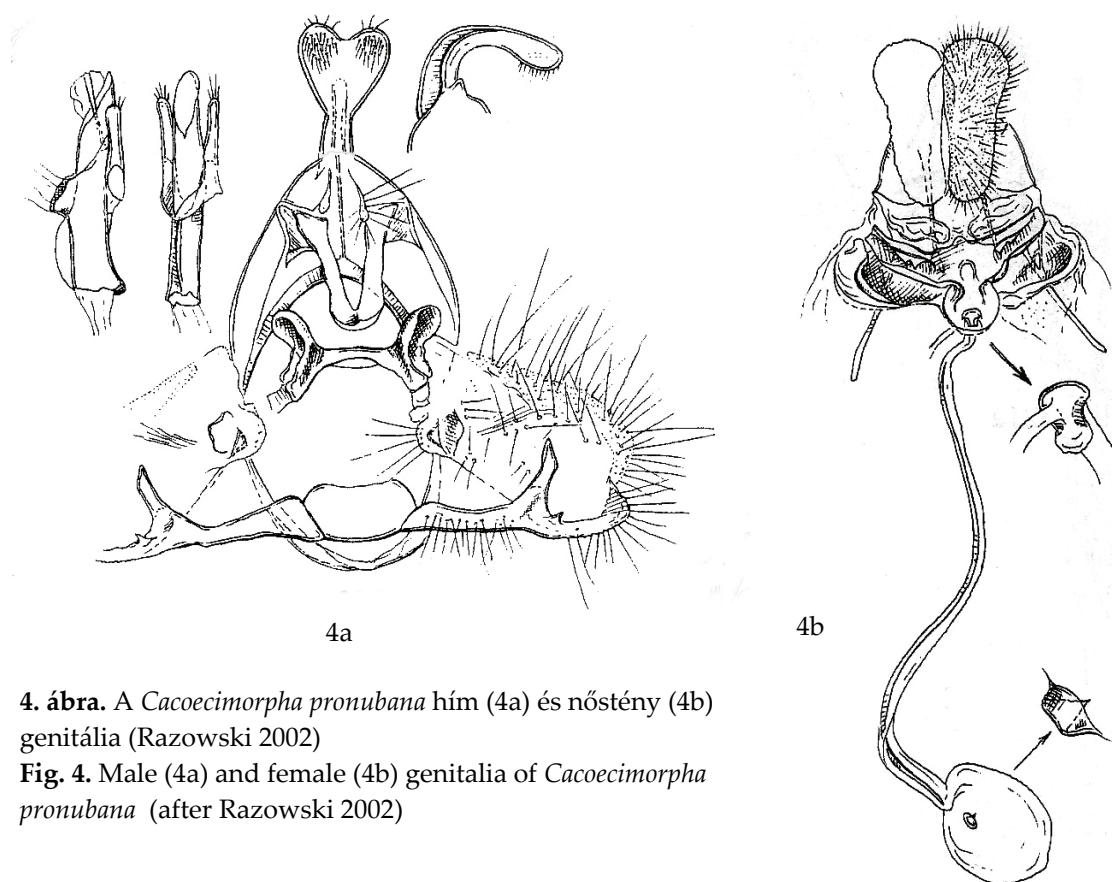 4a
4b
4. ábra. A Cacoecimorpha pronubana hím (4a) és nőstény (4b)
genitália (Razowski 2002)
Fig. 4. Male (4a) and female (4b) genitalia of Cacoecimorpha
pronubana (after Razowski 2002)